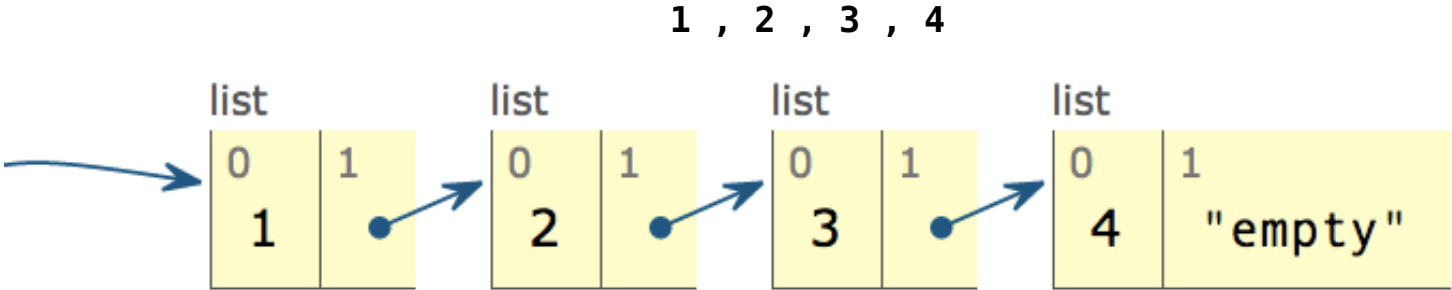 1 , 2 , 3 , 4
list list list list
0 1 0 1 0 1 0 1
1 2 3 4 "empty"